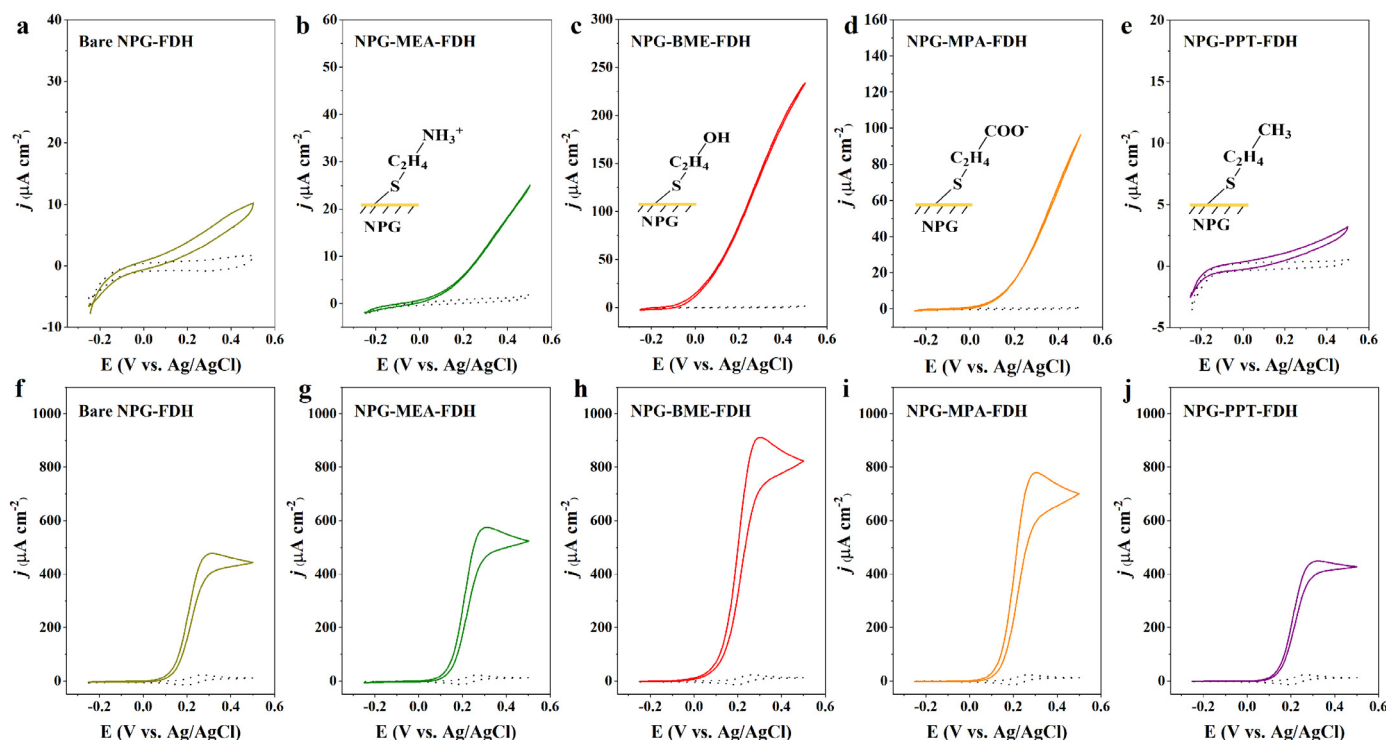 a
Bare NPG-FDH
40
30
20
10
0
-10
j (μA cm-2)
-0.2 0.0 0.2 0.4 0.6
E (V vs. Ag/AgCl)
b
NPG-MEA-FDH
60
50
40
30
20
10
0
j (μA cm-2)
NH3+
C2H4
S
NPG
-0.2 0.0 0.2 0.4 0.6
E (V vs. Ag/AgCl)
c
NPG-BME-FDH
300
250
200
150
100
50
0
j (μA cm-2)
OH
C2H4
S
NPG
-0.2 0.0 0.2 0.4 0.6
E (V vs. Ag/AgCl)
d
NPG-MPA-FDH
160
140
120
100
80
60
40
20
0
j (μA cm-2)
COO-
C2H4
S
NPG
-0.2 0.0 0.2 0.4 0.6
E (V vs. Ag/AgCl)
e
NPG-PPT-FDH
20
15
10
5
0
-5
j (μA cm-2)
CH3
C2H4
S
NPG
-0.2 0.0 0.2 0.4 0.6
E (V vs. Ag/AgCl)
f
Bare NPG-FDH
1000
800
600
400
200
0
j (μA cm-2)
-0.2 0.0 0.2 0.4 0.6
E (V vs. Ag/AgCl)
g
NPG-MEA-FDH
1000
800
600
400
200
0
j (μA cm-2)
-0.2 0.0 0.2 0.4 0.6
E (V vs. Ag/AgCl)
h
NPG-BME-FDH
1000
800
600
400
200
0
j (μA cm-2)
-0.2 0.0 0.2 0.4 0.6
E (V vs. Ag/AgCl)
i
NPG-MPA-FDH
1000
800
600
400
200
0
j (μA cm-2)
-0.2 0.0 0.2 0.4 0.6
E (V vs. Ag/AgCl)
j
NPG-PPT-FDH
1000
800
600
400
200
0
j (μA cm-2)
-0.2 0.0 0.2 0.4 0.6
E (V vs. Ag/AgCl)